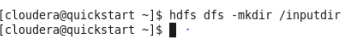 [cloudera@quickstart ~]$ hdfs dfs -mkdir /inputdir
[cloudera@quickstart ~]$